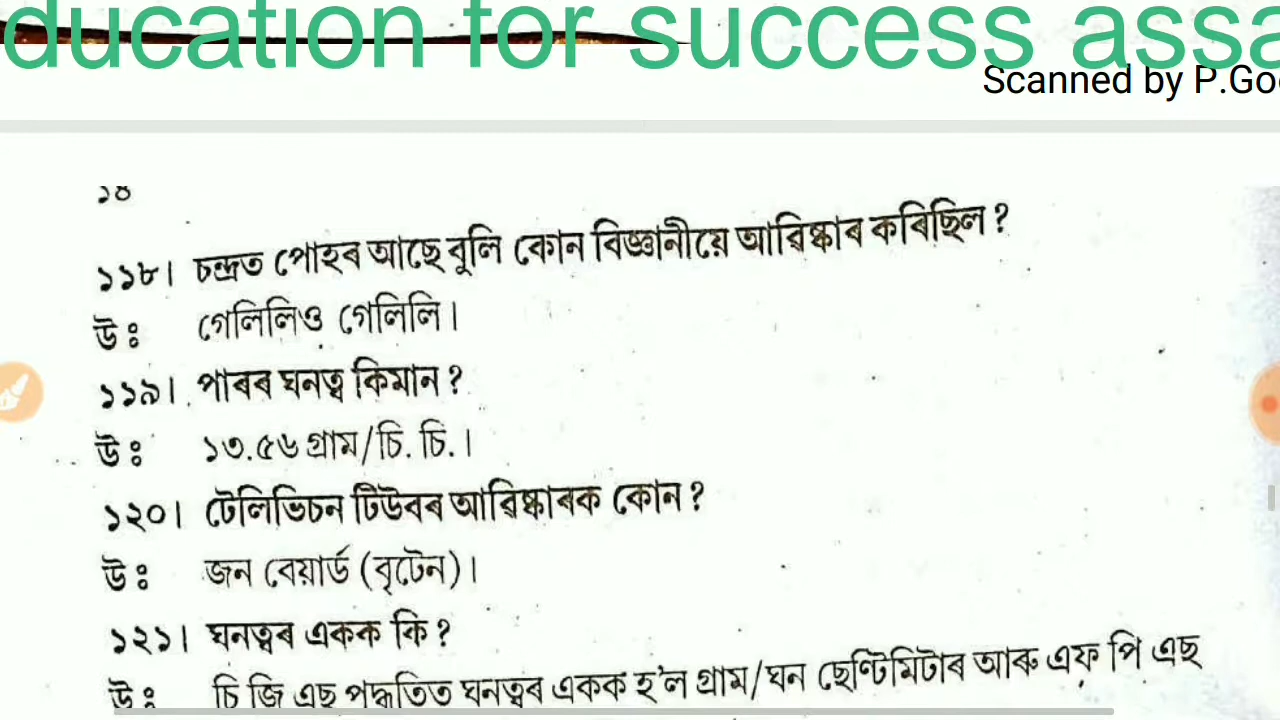 ducation for success assa
Scanned by P.Go
১১৮। চন্দ্ৰত পোহৰ আছে বুলি কোন বিজ্ঞানীয়ে আৱিষ্কাৰ কৰিছিল ?
উঃ গেলিলিও গেলিলি।
১১৯। পাৰৰ ঘনত্ব কিমান ?
উঃ ১৩.৫৬ গ্ৰাম/চি. চি.।
১২০। টেলিভিচন টিউবৰ আৱিষ্কাৰক কোন ?
উঃ জন বেয়াৰ্ড (বৃটেন)।
১২১। ঘনত্বৰ একক কি ?
উঃ চি জি এছ পদ্ধতিত ঘনত্বৰ একক হ'ল গ্ৰাম/ঘন ছেণ্টিমিটাৰ আৰু এফ্ পি এছ